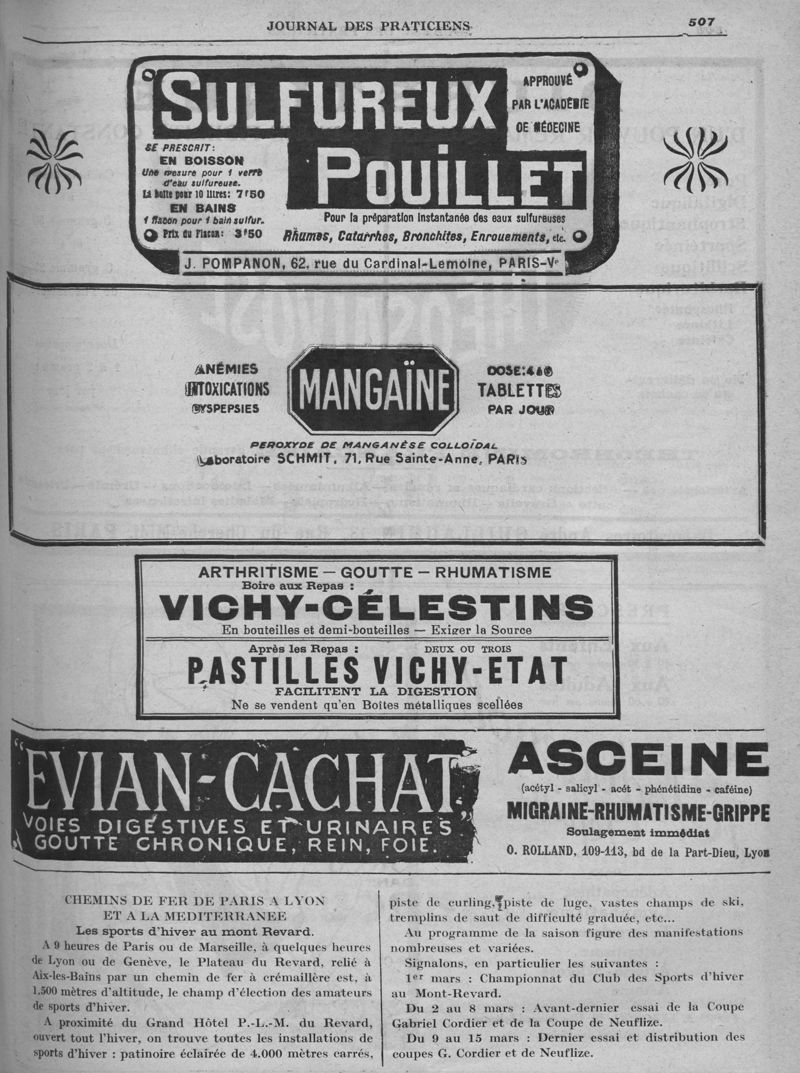 JOURNAL DES PRATICIENS
507
SULFUREUX
POUILLET
APPROUVÉ
PAR L'ACADÉMIE
DE MÉDECINE
SE PRESCRIT:
EN BOISSON
Une mesure pour 1 verre
d'eau sulfureuse.
La boîte pour 10 litres: 7f50
EN BAINS
1 flacon pour 1 bain sulfur.
Prix du Flacon: 3f50
Pour la préparation instantanée des eaux sulfureuses
Rhumes, Catarrhes, Bronchites, Enrouements, etc.
J. POMPANON, 62, rue du Cardinal-Lemoine, PARIS-Ve
ANÉMIES
INTOXICATIONS
DYSPEPSIES
MANGAÏNE
DOSE: 4 à
TABLETTES
PAR JOUR
PEROXYDE DE MANGANÈSE COLLOÏDAL
Laboratoire SCHMIT, 71, Rue Sainte-Anne, PARIS
ARTHRITISME — GOUTTE — RHUMATISME
Boire aux Repas :
VICHY-CÉLESTINS
En bouteilles et demi-bouteilles — Exiger la Source
Après les Repas : DEUX OU TROIS
PASTILLES VICHY-ETAT
FACILITENT LA DIGESTION
Ne se vendent qu'en Boîtes métalliques scellées
"EVIAN-CACHAT"
VOIES DIGESTIVES ET URINAIRES
GOUTTE CHRONIQUE, REIN, FOIE.
ASCEINE
(acétyl - salicyl - acét - phénétidine - caféine)
MIGRAINE-RHUMATISME-GRIPPE
Soulagement immédiat
O. ROLLAND, 109-113, bd de la Part-Dieu, Lyon
CHEMINS DE FER DE PARIS A LYON
ET A LA MEDITERRANEE
Les sports d'hiver au mont Revard.
A 9 heures de Paris ou de Marseille, à quelques heures
de Lyon ou de Genève, le Plateau du Revard, relié à
Aix-les-Bains par un chemin de fer à crémaillère est, à
1.500 mètres d'altitude, le champ d'élection des amateurs
de sports d'hiver.
A proximité du Grand Hôtel P.-L.-M. du Revard,
ouvert tout l'hiver, on trouve toutes les installations de
sports d'hiver : patinoire éclairée de 4.000 mètres carrés,
piste de curling, piste de luge, vastes champs de ski,
tremplins de saut de difficulté graduée, etc...
Au programme de la saison figure des manifestations
nombreuses et variées.
Signalons, en particulier les suivantes :
1er mars : Championnat du Club des Sports d'hiver
au Mont-Revard.
Du 2 au 8 mars : Avant-dernier essai de la Coupe
Gabriel Cordier et de la Coupe de Neuflize.
Du 9 au 15 mars : Dernier essai et distribution des
coupes G. Cordier et de Neuflize.